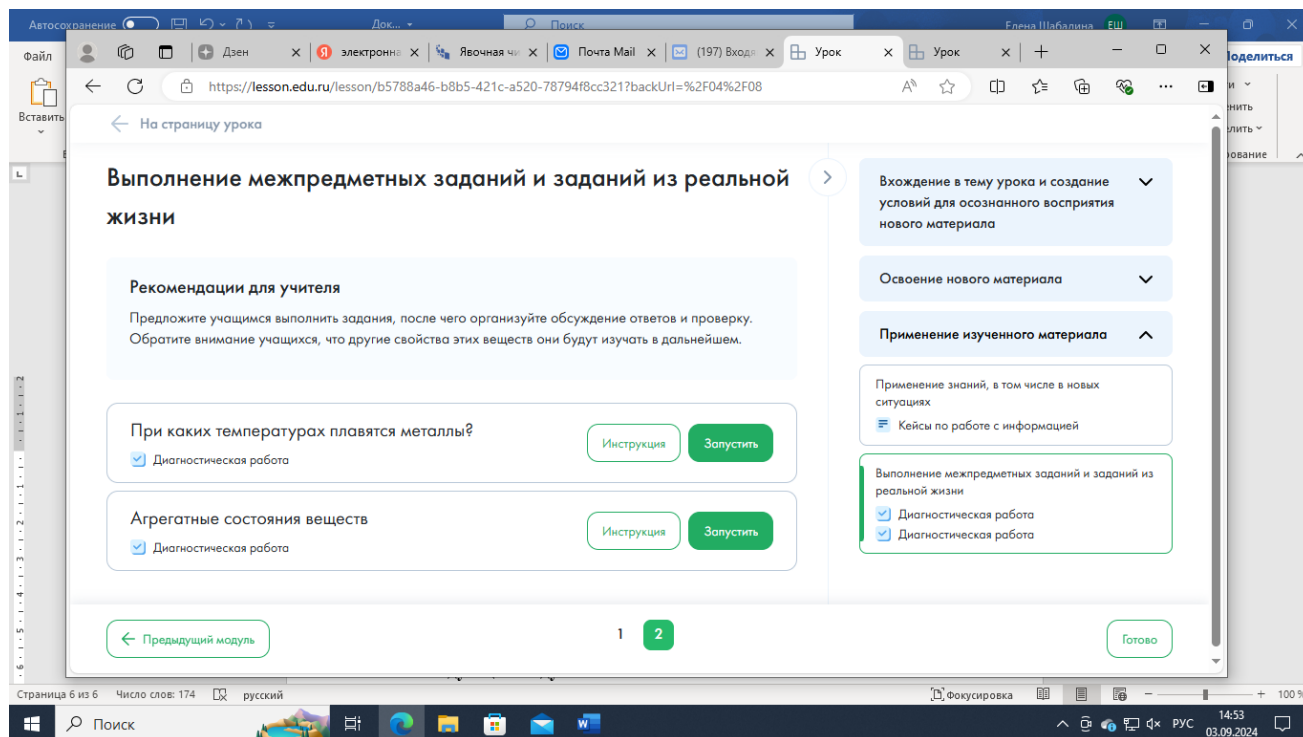 Автосохранение
Док...
Поиск
Елена Шабалина
ЕШ
Файл
Поделиться
Дзен
электронна
Явочная чи
Почта Mail
(197) Входя
Урок
Урок
https://lesson.edu.ru/lesson/b5788a46-b8b5-421c-a520-78794f8cc321?backUrl=%2F04%2F08
Вставить
На страницу урока
Выполнение межпредметных заданий и заданий из реальной
жизни
Рекомендации для учителя
Предложите учащимся выполнить задания, после чего организуйте обсуждение ответов и проверку.
Обратите внимание учащихся, что другие свойства этих веществ они будут изучать в дальнейшем.
При каких температурах плавятся металлы?
Диагностическая работа
Инструкция
Запустить
Агрегатные состояния веществ
Диагностическая работа
Инструкция
Запустить
Предыдущий модуль
1
2
Готово
Вхождение в тему урока и создание
условий для осознанного восприятия
нового материала
Освоение нового материала
Применение изученного материала
Применение знаний, в том числе в новых
ситуациях
Кейсы по работе с информацией
Выполнение межпредметных заданий и заданий из
реальной жизни
Диагностическая работа
Диагностическая работа
Страница 6 из 6
Число слов: 174
русский
Фокусировка
100 %
Поиск
РУС
14:53
03.09.2024